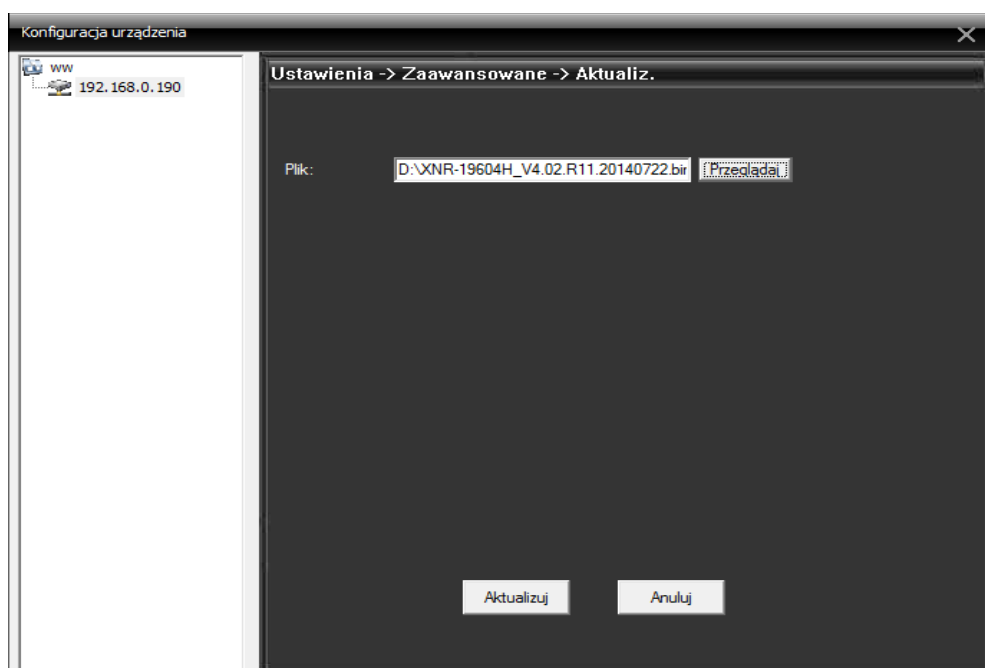 Konfiguracja urządzenia
ww
192.168.0.190
Ustawienia -> Zaawansowane -> Aktualiz.
Plik: D:\XNR-19604H_V4.02.R11.20140722.bin Przeglądaj
Aktualizuj Anuluj